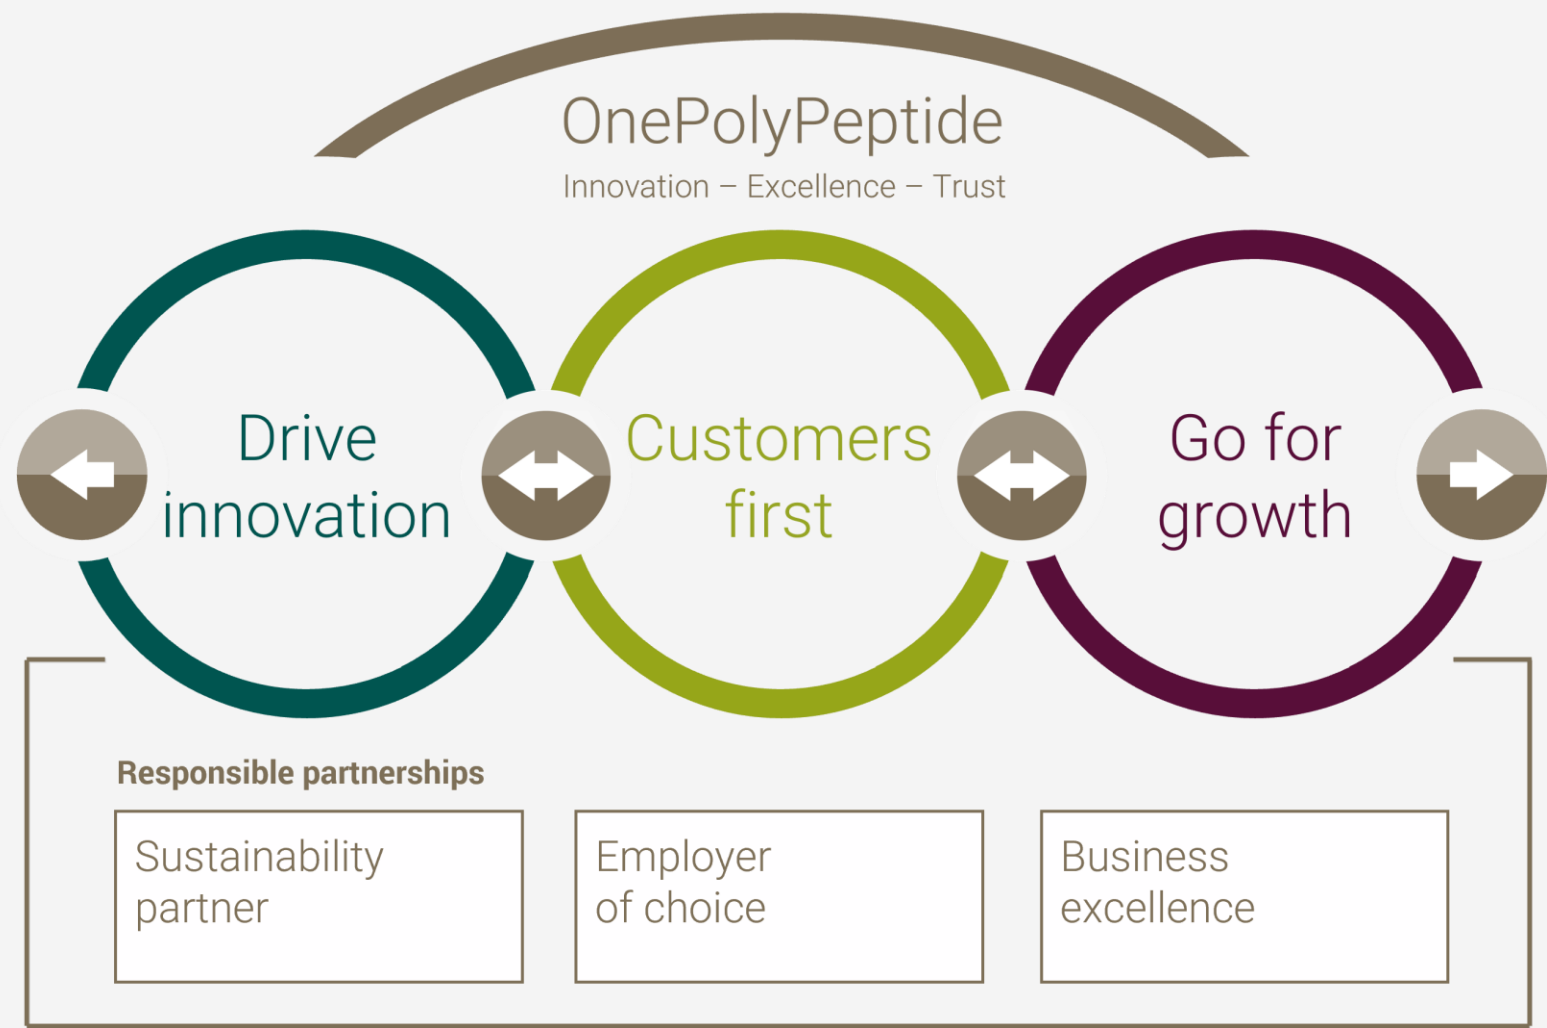 OnePolyPeptide
Innovation – Excellence – Trust
Drive
innovation
Customers
first
Go for
growth
Responsible partnerships
Sustainability
partner
Employer
of choice
Business
excellence